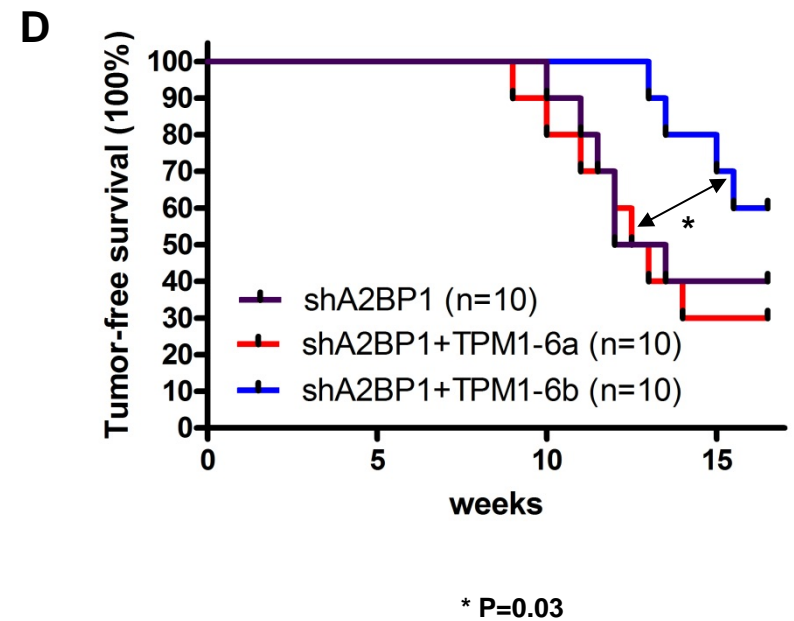 D
Tumor-free survival (100%)
100
90
80
70
60
50
40
30
20
10
0
*
shA2BP1 (n=10)
shA2BP1+TPM1-6a (n=10)
shA2BP1+TPM1-6b (n=10)
0 5 10 15
weeks
* P=0.03